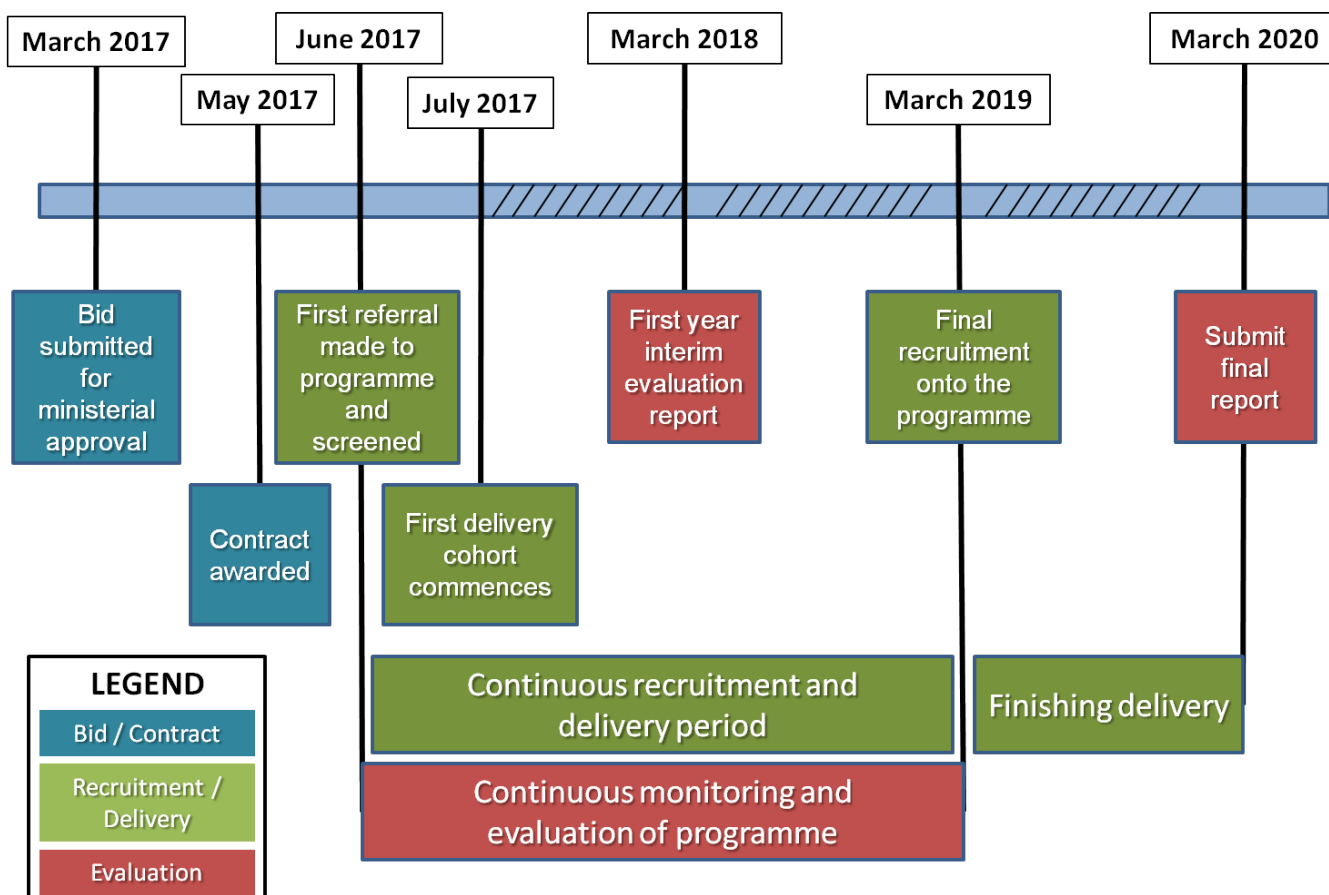 March 2017
June 2017
March 2018
March 2020
May 2017
July 2017
March 2019
Bid
submitted
for
ministerial
approval
First referral
made to
programme
and
screened
First year
interim
evaluation
report
Final
recruitment
onto the
programme
Submit
final
report
Contract
awarded
First delivery
cohort
commences
LEGEND
Bid / Contract
Recruitment /
Delivery
Evaluation
Continuous recruitment and
delivery period
Finishing delivery
Continuous monitoring and
evaluation of programme